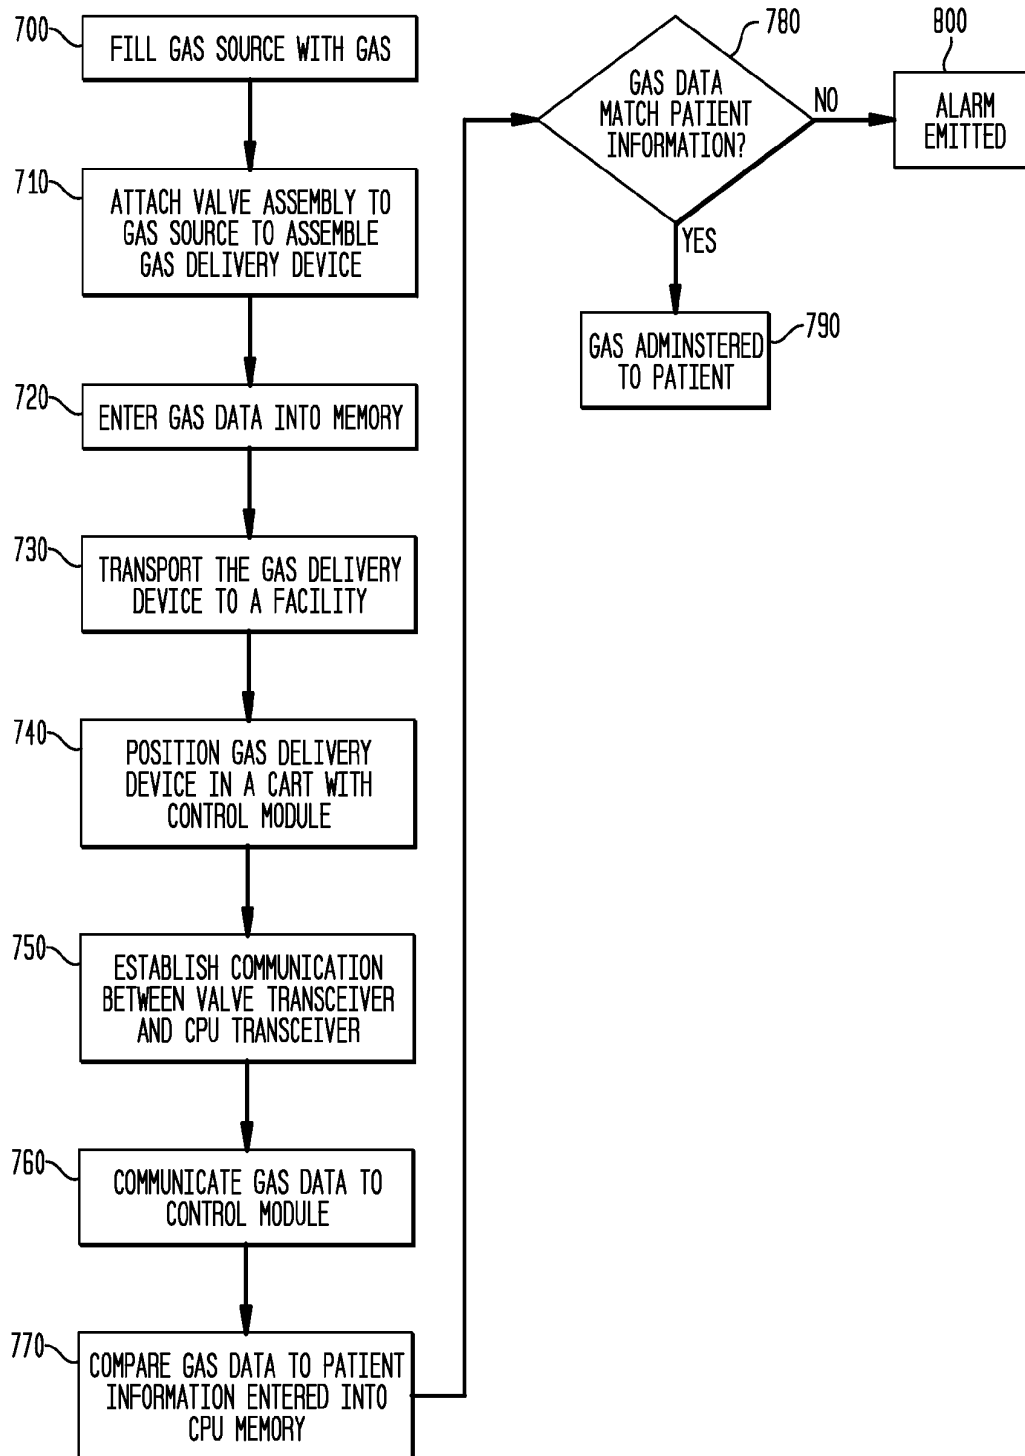 700
FILL GAS SOURCE WITH GAS
710
ATTACH VALVE ASSEMBLY TO
GAS SOURCE TO ASSEMBLE
GAS DELIVERY DEVICE
720
ENTER GAS DATA INTO MEMORY
730
TRANSPORT THE GAS DELIVERY
DEVICE TO A FACILITY
740
POSITION GAS DELIVERY
DEVICE IN A CART WITH
CONTROL MODULE
750
ESTABLISH COMMUNICATION
BETWEEN VALVE TRANSCEIVER
AND CPU TRANSCEIVER
760
COMMUNICATE GAS DATA TO
CONTROL MODULE
770
COMPARE GAS DATA TO PATIENT
INFORMATION ENTERED INTO
CPU MEMORY
780
GAS DATA
MATCH PATIENT
INFORMATION?
NO
800
ALARM
EMITTED
YES
790
GAS ADMINSTERED
TO PATIENT